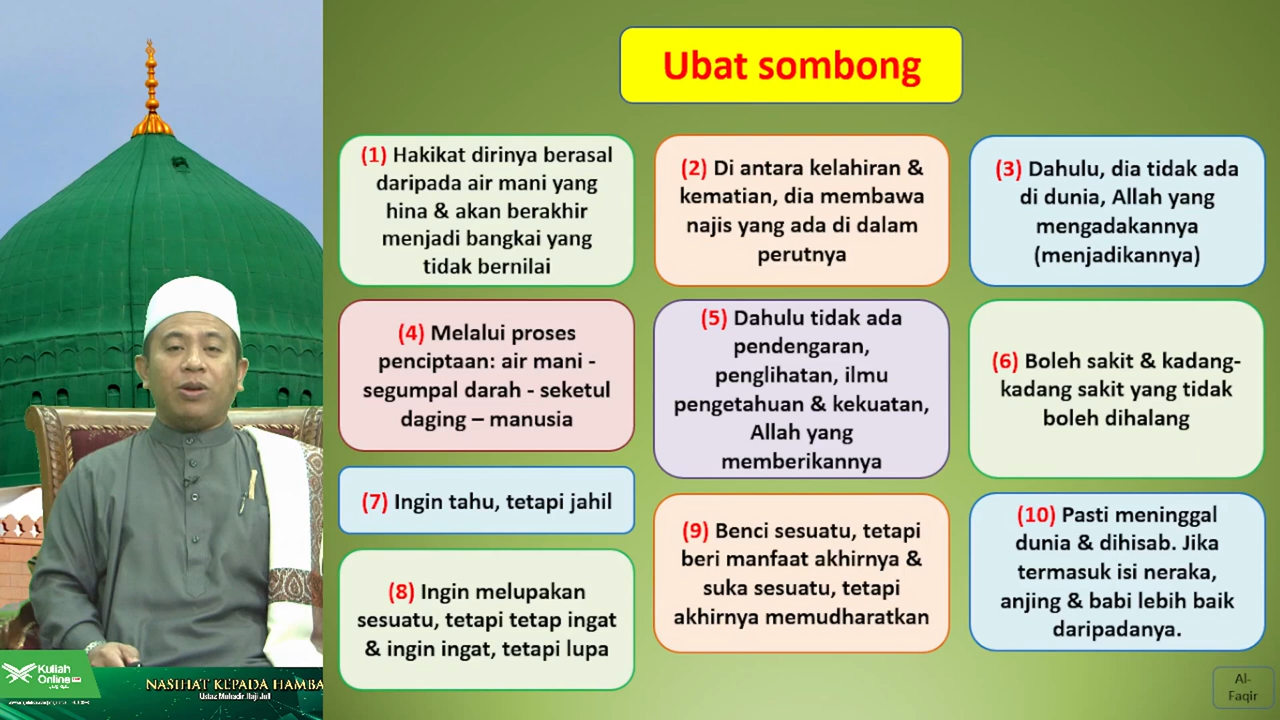 Ubat sombong
(1) Hakikat dirinya berasal
daripada air mani yang
hina & akan berakhir
menjadi bangkai yang
tidak bernilai
(2) Di antara kelahiran &
kematian, dia membawa
najis yang ada di dalam
perutnya
(3) Dahulu, dia tidak ada
di dunia, Allah yang
mengadakannya
(menjadikannya)
(4) Melalui proses
penciptaan: air mani -
segumpal darah - seketul
daging – manusia
(5) Dahulu tidak ada
pendengaran,
penglihatan, ilmu
pengetahuan & kekuatan,
Allah yang
memberikannya
(6) Boleh sakit & kadang-
kadang sakit yang tidak
boleh dihalang
(7) Ingin tahu, tetapi jahil
(8) Ingin melupakan
sesuatu, tetapi tetap ingat
& ingin ingat, tetapi lupa
(9) Benci sesuatu, tetapi
beri manfaat akhirnya &
suka sesuatu, tetapi
akhirnya memudharatkan
(10) Pasti meninggal
dunia & dihisab. Jika
termasuk isi neraka,
anjing & babi lebih baik
daripadanya.
Kuliah
Online
NASIHAT KEPADA HAMBA
Ustaz Muhadir Haji Joll
Al-
Faqir